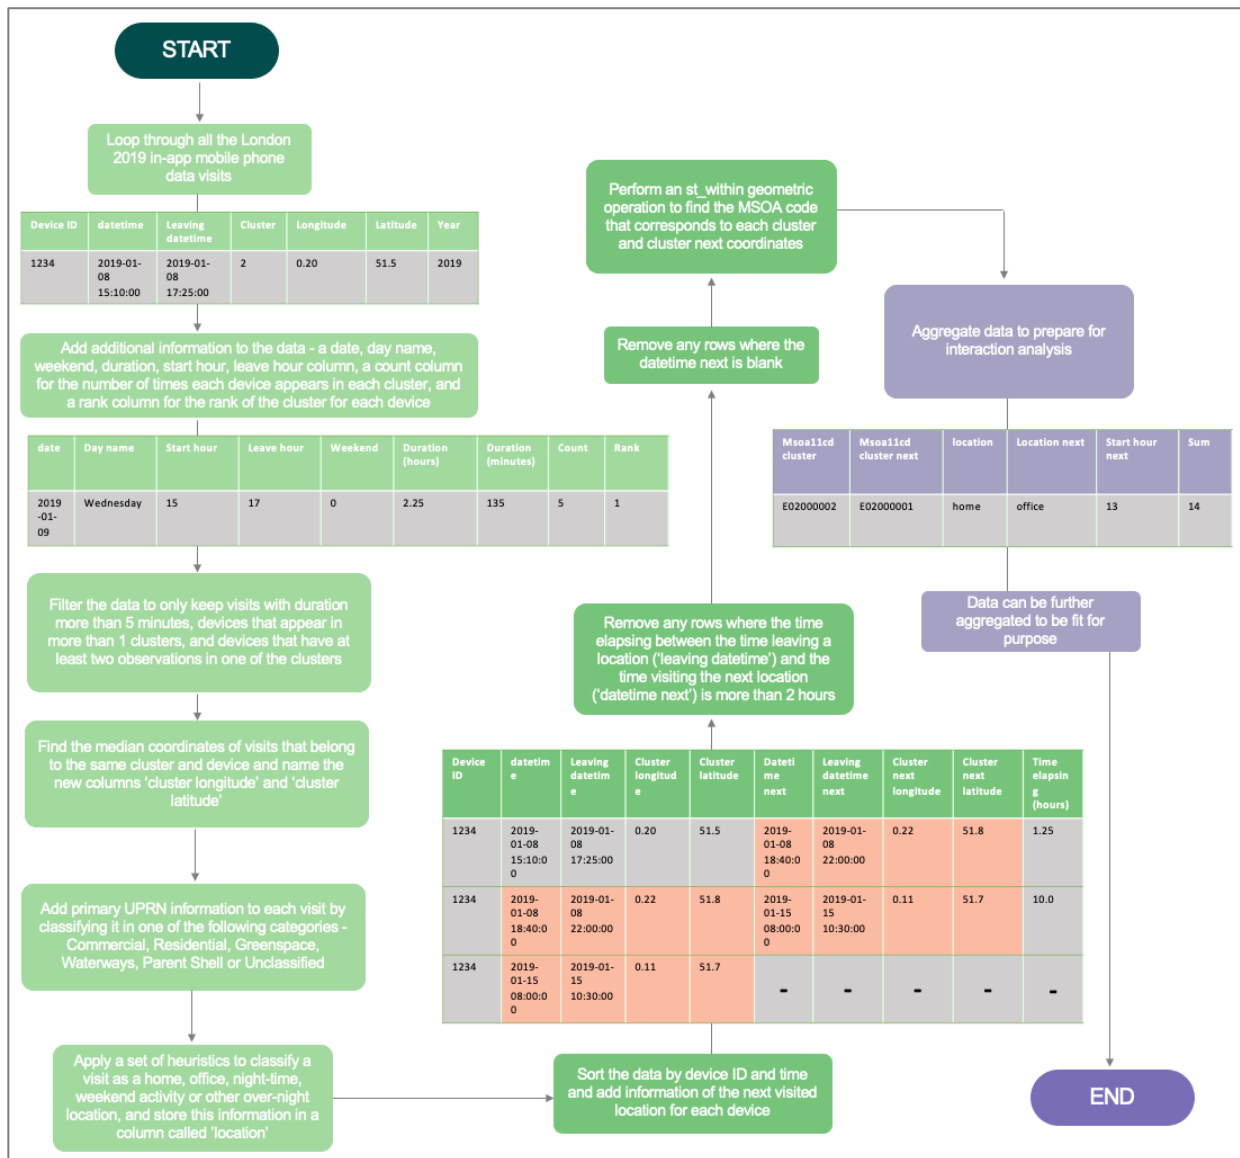 START
Loop through all the London
2019 in-app mobile phone
data visits
Device ID datetime Leaving datetime Cluster Longitude Latitude Year
1234 2019-01-08 15:10:00 2019-01-08 17:25:00 2 0.20 51.5 2019
Add additional information to the data - a date, day name,
weekend, duration, start hour, leave hour column, a count column
for the number of times each device appears in each cluster, and
a rank column for the rank of the cluster for each device
date Day name Start hour Leave hour Weekend Duration (hours) Duration (minutes) Count Rank
2019-01-09 Wednesday 15 17 0 2.25 135 5 1
Filter the data to only keep visits with duration
more than 5 minutes, devices that appear in
more than 1 clusters, and devices that have at
least two observations in one of the clusters
Find the median coordinates of visits that belong
to the same cluster and device and name the
new columns 'cluster longitude' and 'cluster
latitude'
Add primary UPRN information to each visit by
classifying it in one of the following categories -
Commercial, Residential, Greenspace,
Waterways, Parent Shell or Unclassified
Apply a set of heuristics to classify a
visit as a home, office, night-time,
weekend activity or other over-night
location, and store this information in a
column called 'location'
Sort the data by device ID and time
and add information of the next visited
location for each device
Device ID datetime Leaving datetime Cluster longitude Cluster latitude Datetime next Leaving datetime next Cluster next longitude Cluster next latitude Time elapsing (hours)
1234 2019-01-08 15:10:00 2019-01-08 17:25:00 0.20 51.5 2019-01-08 18:40:00 2019-01-08 22:00:00 0.22 51.8 1.25
1234 2019-01-08 18:40:00 2019-01-08 22:00:00 0.22 51.8 2019-01-15 08:00:00 2019-01-15 10:30:00 0.11 51.7 10.0
1234 2019-01-15 08:00:00 2019-01-15 10:30:00 0.11 51.7 - - - - -
Remove any rows where the time
elapsing between the time leaving a
location ('leaving datetime') and the
time visiting the next location
('datetime next') is more than 2 hours
Remove any rows where the
datetime next is blank
Perform an st_within geometric
operation to find the MSOA code
that corresponds to each cluster
and cluster next coordinates
Aggregate data to prepare for
interaction analysis
Msoa11cd cluster Msoa11cd cluster next location Location next Start hour next Sum
E02000002 E02000001 home office 13 14
Data can be further
aggregated to be fit for
purpose
END